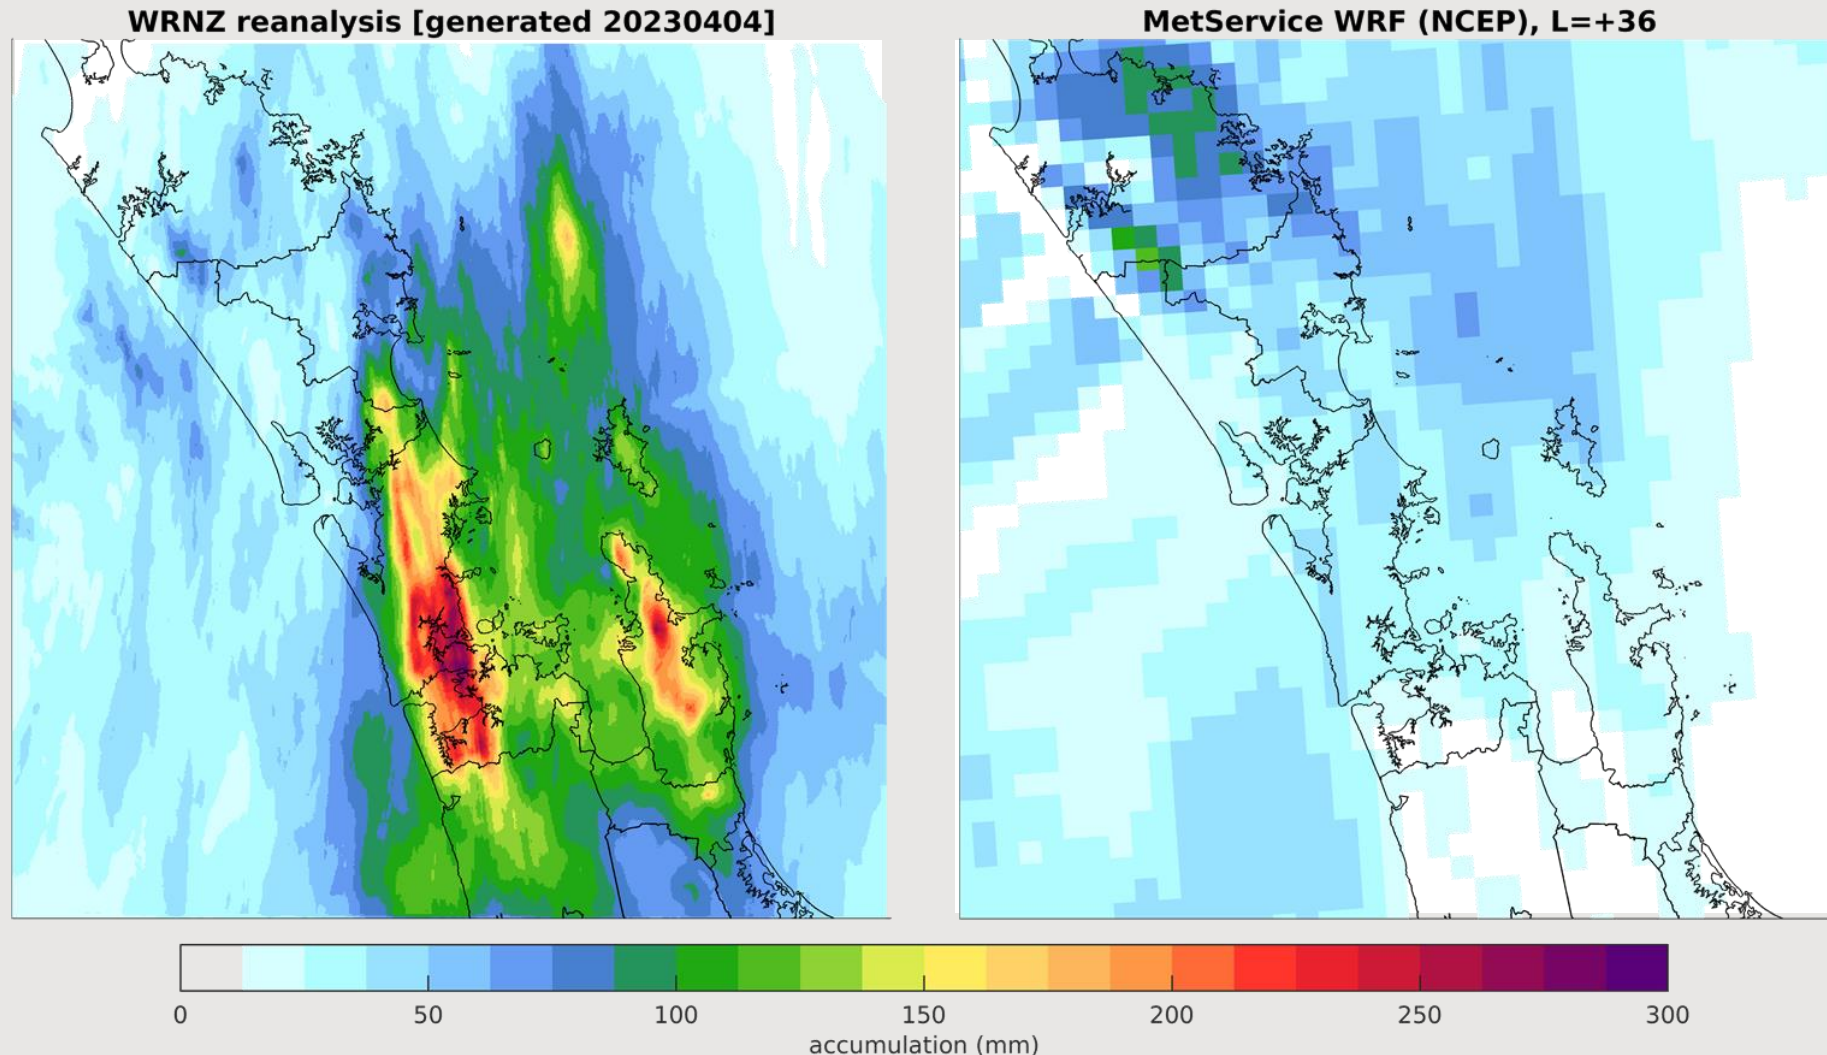 WRNZ reanalysis [generated 20230404]
MetService WRF (NCEP), L=+36
0 50 100 150 200 250 300
accumulation (mm)